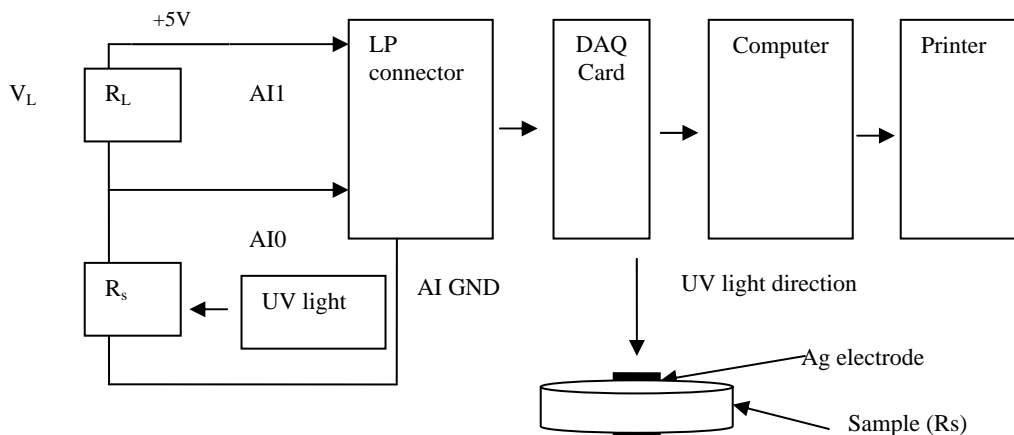 +5V
LP
connector
DAQ
Card
Computer
Printer
V_L
R_L
AI1
AI0
R_s
UV light
AI GND
UV light direction
Ag electrode
Sample (Rs)